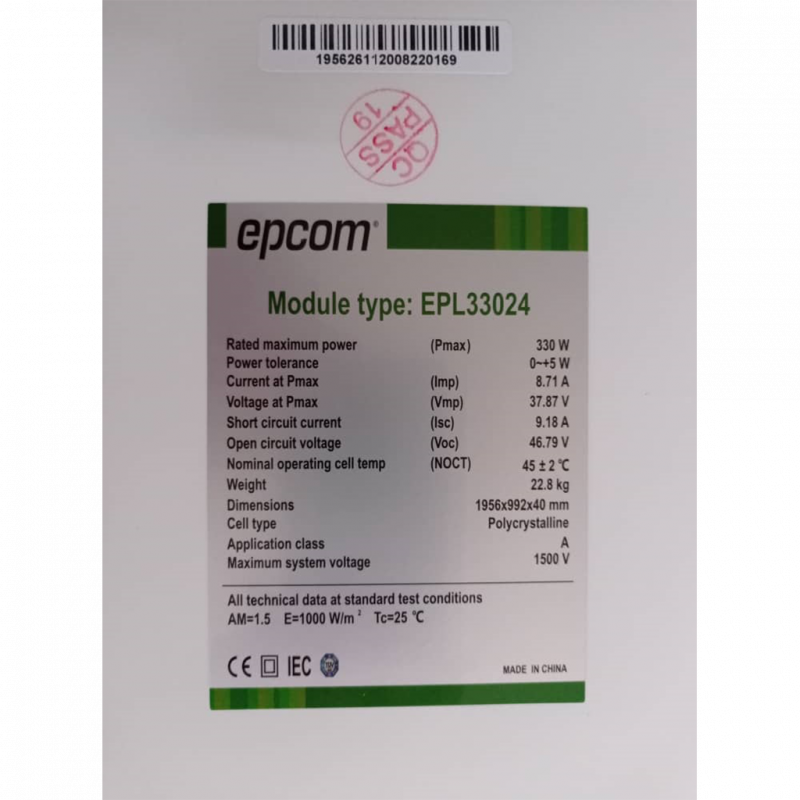 195626112008220169
QC
PASS
19
epcom®
Module type: EPL33024
Rated maximum power (Pmax) 330 W
Power tolerance 0~+5 W
Current at Pmax (Imp) 8.71 A
Voltage at Pmax (Vmp) 37.87 V
Short circuit current (Isc) 9.18 A
Open circuit voltage (Voc) 46.79 V
Nominal operating cell temp (NOCT) 45 ± 2 ℃
Weight 22.8 kg
Dimensions 1956x992x40 mm
Cell type Polycrystalline
Application class A
Maximum system voltage 1500 V
All technical data at standard test conditions
AM=1.5 E=1000 W/m² Tc=25 ℃
CE IEC
MADE IN CHINA